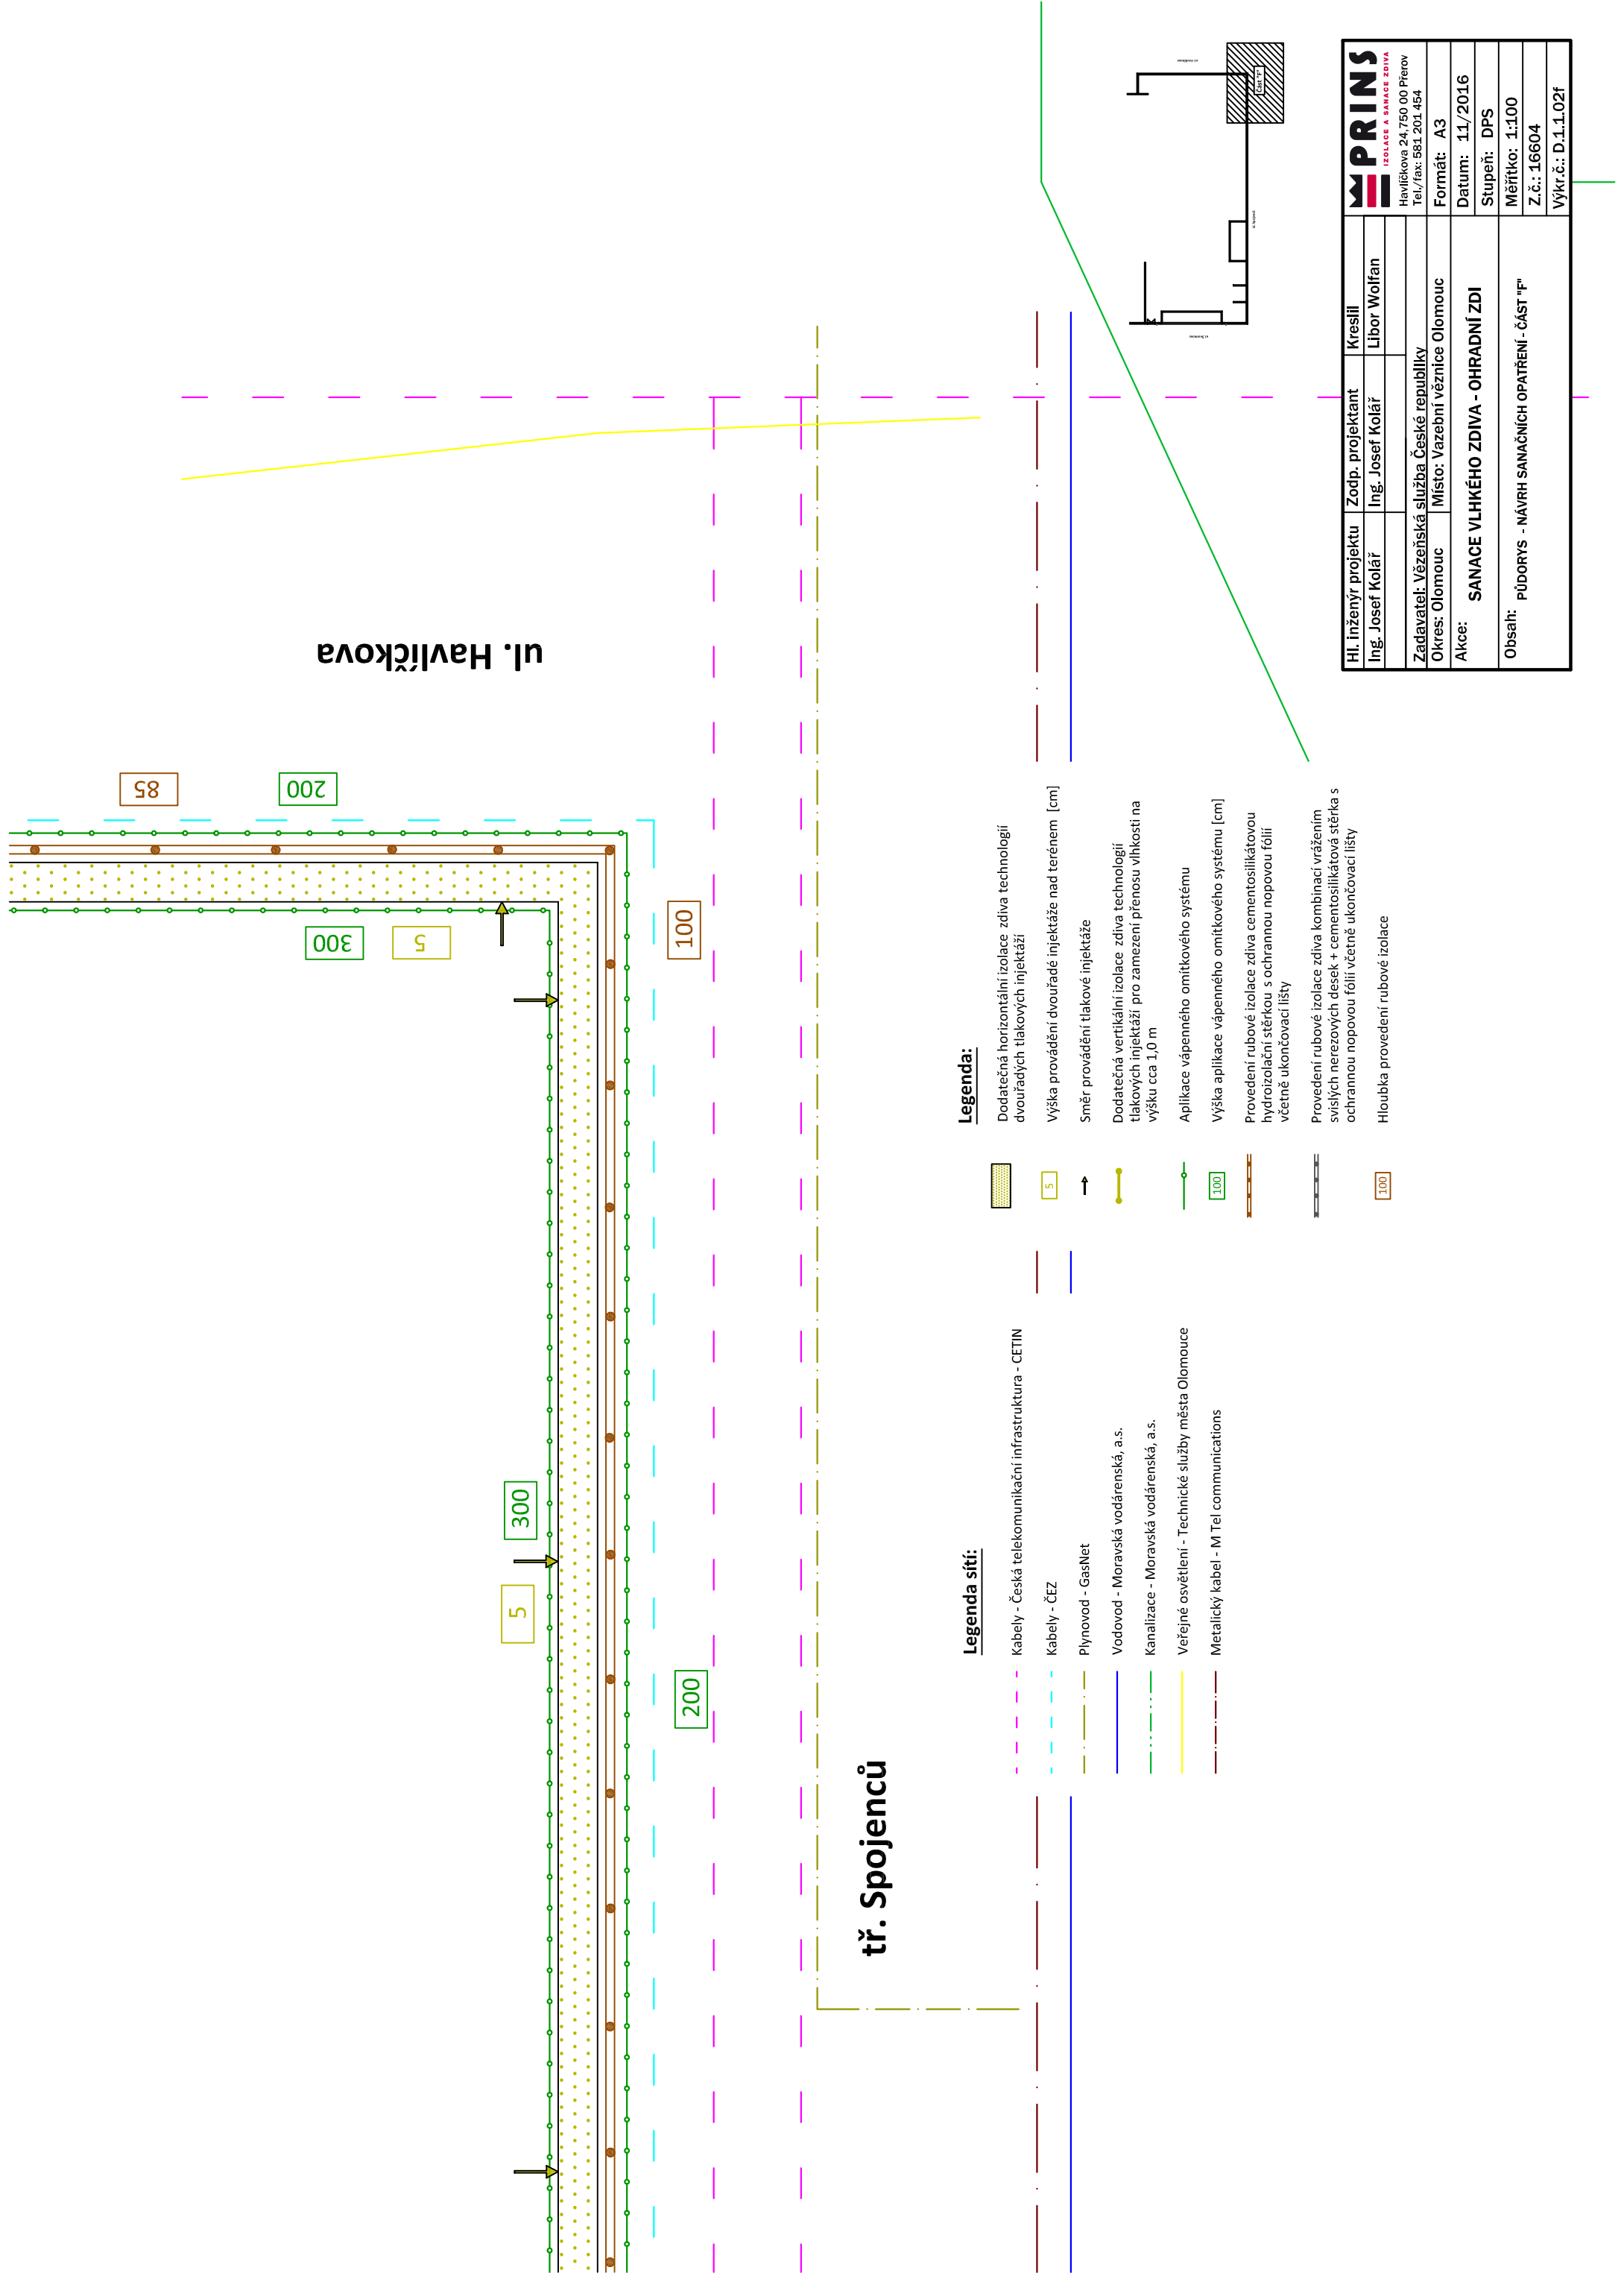 ul. Havlíčkova
85
200
300
5
100
300
5
200
tř. Spojenců
Legenda sítí:
Kabely - Česká telekomunikační infrastruktura - CETIN
Kabely - ČEZ
Plynovod - GasNet
Vodovod - Moravská vodárenská, a.s.
Kanalizace - Moravská vodárenská, a.s.
Veřejné osvětlení - Technické služby města Olomouce
Metalický kabel - M Tel communications
Legenda:
Dodatečná horizontální izolace zdiva technologií
dvouřadých tlakových injektáží
5
Výška provádění dvouřadé injektáže nad terénem [cm]
Směr provádění tlakové injektáže
Dodatečná vertikální izolace zdiva technologií
tlakových injektáží pro zamezení přenosu vlhkosti na
výšku cca 1,0 m
Aplikace vápenného omítkového systému
100
Výška aplikace vápenného omítkového systému [cm]
Provedení rubové izolace zdiva cementosilikátovou
hydroizolační stěrkou s ochrannou nopovou fólií
včetně ukončovací lišty
Provedení rubové izolace zdiva kombinací vrážením
svislých nerezových desek + cementosilikátová stěrka s
ochrannou nopovou fólií včetně ukončovací lišty
100
Hloubka provedení rubové izolace
Část "F"
Hl. inženýr projektu Zodp. projektant Kreslil
Ing. Josef Kolář Ing. Josef Kolář Libor Wolfan
PRINS
IZOLACE A SANACE ZDIVA
Havlíčkova 24,750 00 Přerov
Tel./fax: 581 201 454
Zadavatel: Vězeňská služba České republiky
Okres: Olomouc Místo: Vazební věznice Olomouc
Formát: A3
Akce:
SANACE VLHKÉHO ZDIVA - OHRADNÍ ZDI
Datum: 11/2016
Stupeň: DPS
Obsah:
PŮDORYS - NÁVRH SANAČNÍCH OPATŘENÍ - ČÁST "F"
Měřítko: 1:100
Z.č.: 16604
Výkr.č.: D.1.1.02f